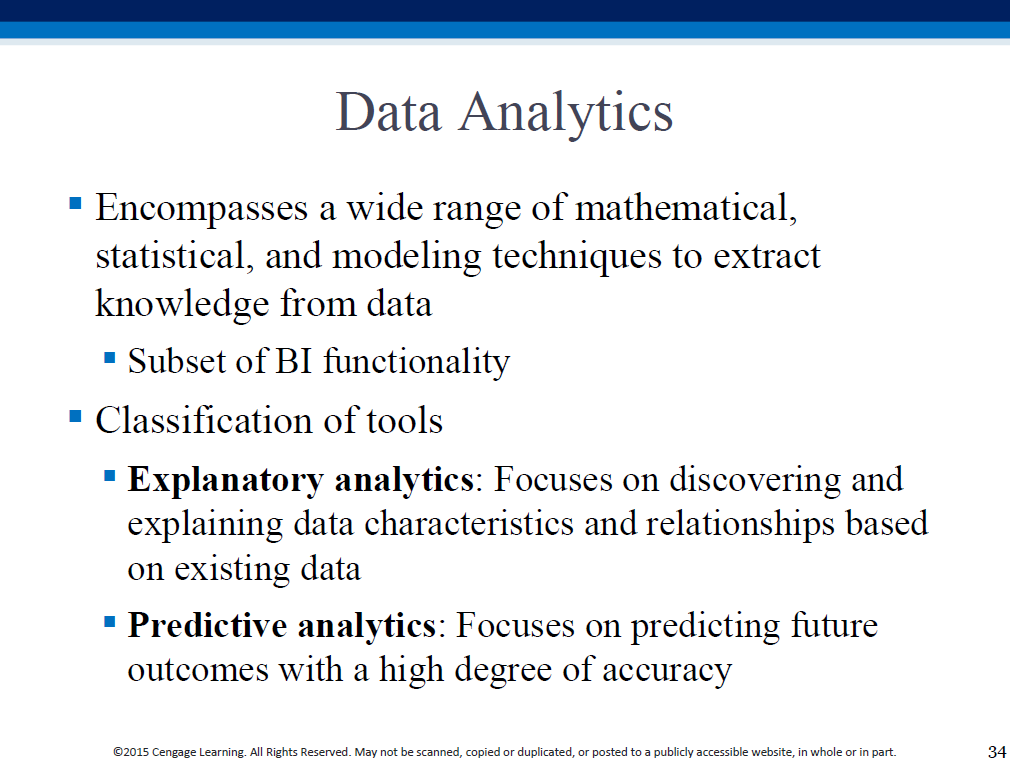 Data Analytics
Encompasses a wide range of mathematical,
statistical, and modeling techniques to extract
knowledge from data
Subset of BI functionality
Classification of tools
Explanatory analytics: Focuses on discovering and
explaining data characteristics and relationships based
on existing data
Predictive analytics: Focuses on predicting future
outcomes with a high degree of accuracy
©2015 Cengage Learning. All Rights Reserved. May not be scanned, copied or duplicated, or posted to a publicly accessible website, in whole or in part.
34